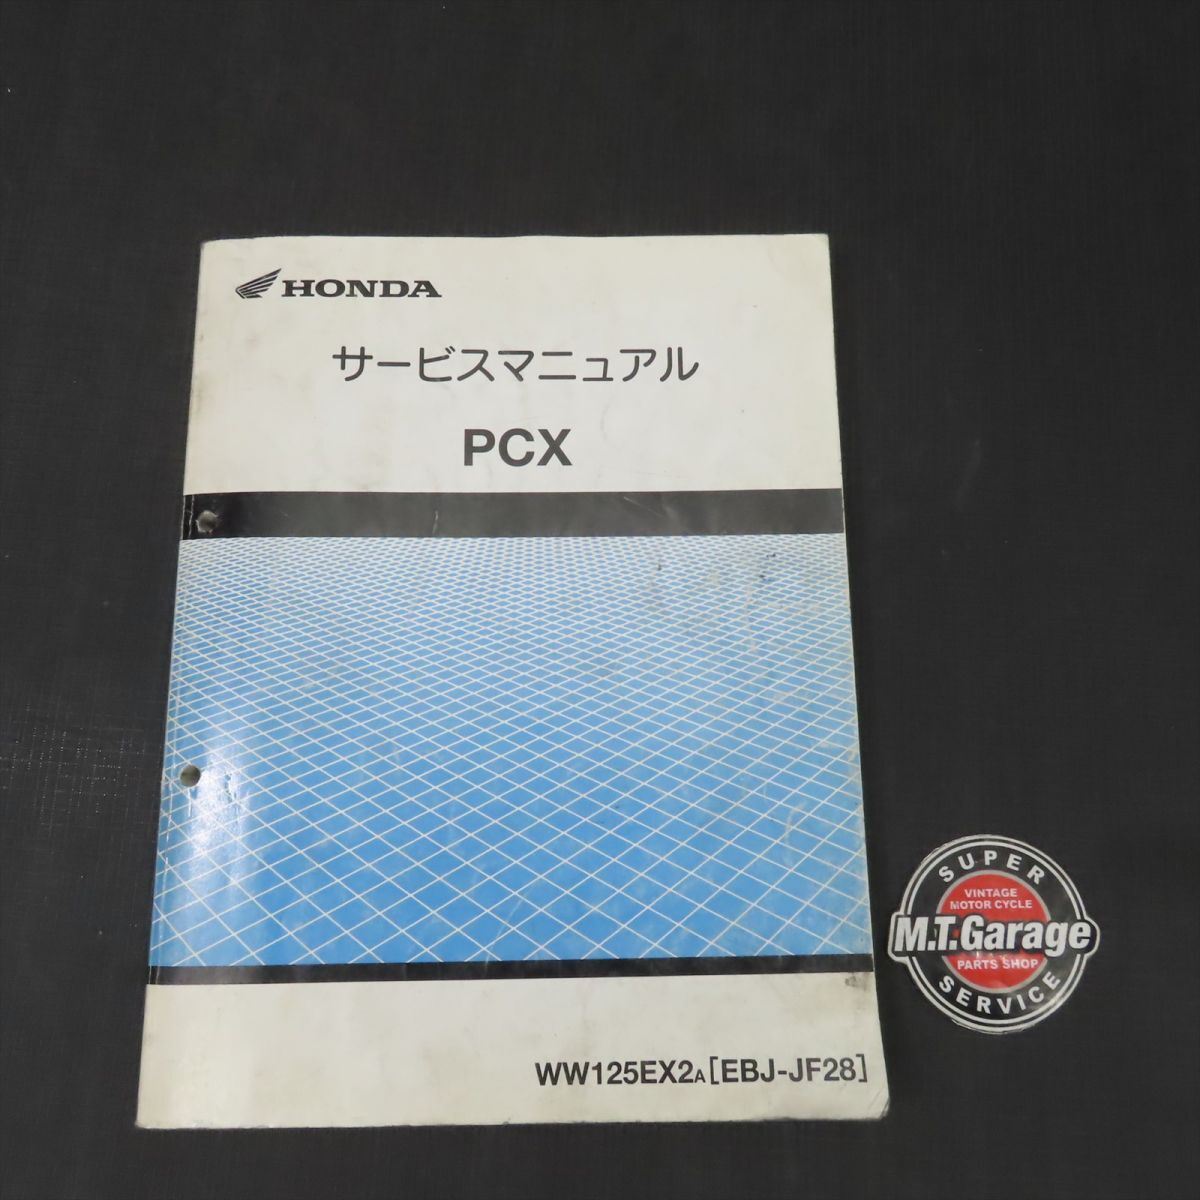 HONDA
サービスマニュアル
PCX
WW125EX2A [EBJ-JF28]
SUPER
VINTAGE
MOTOR CYCLE
M.T.Garage
PARTS SHOP
SERVICE